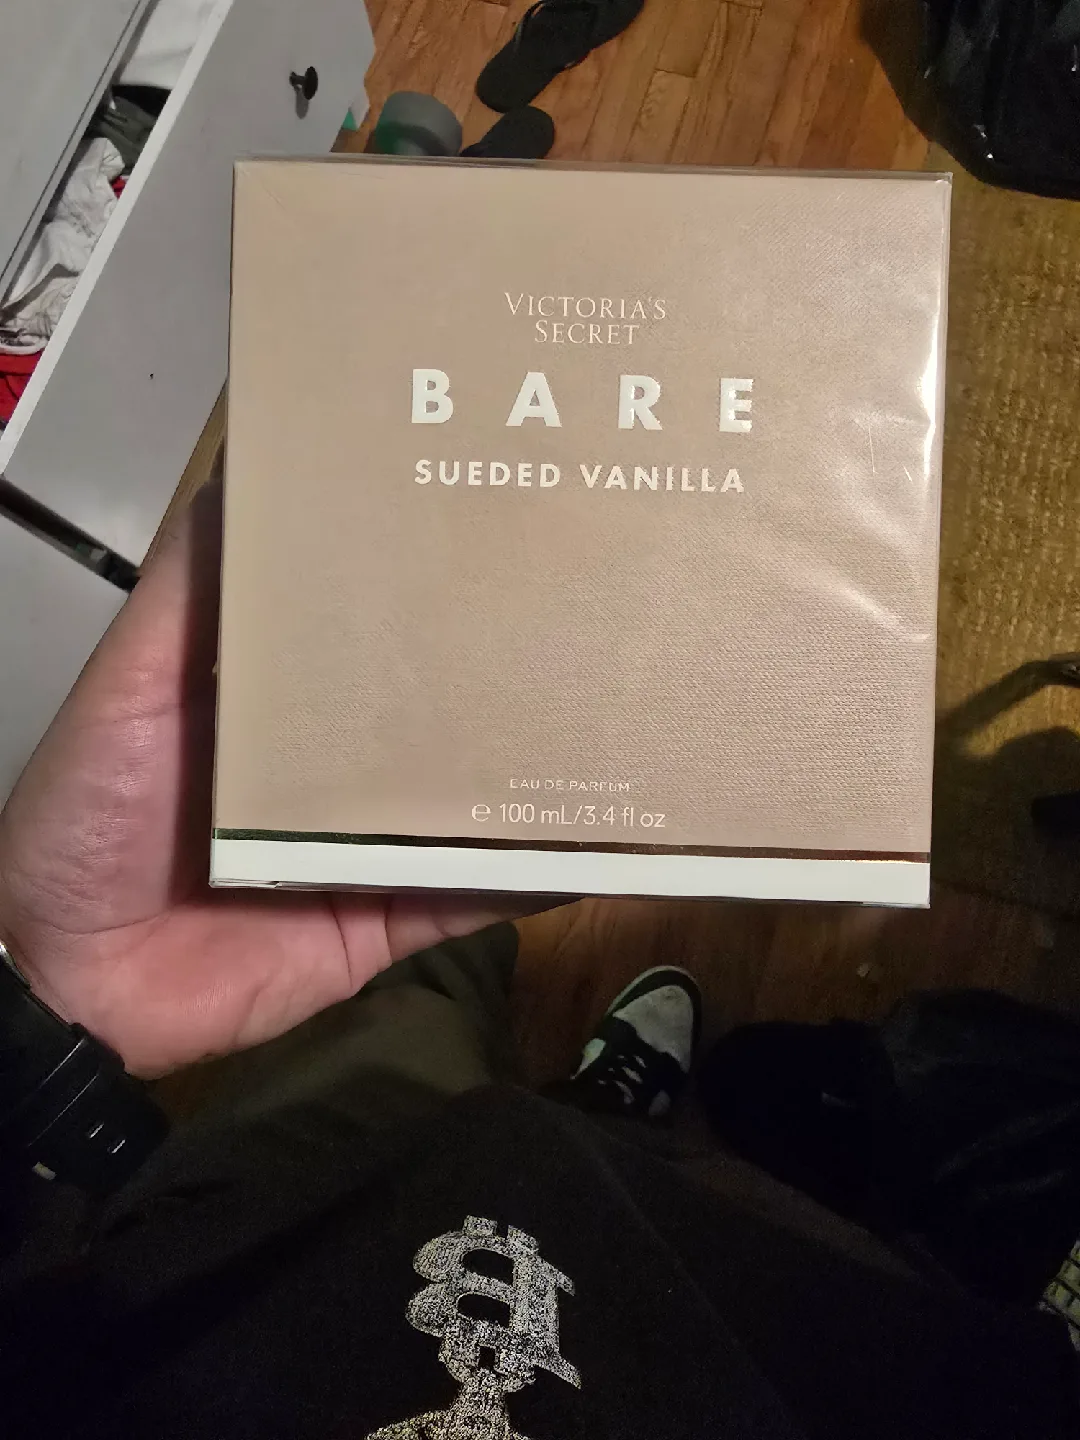 VICTORIA'S
SECRET
BARE
SUEDED VANILLA
EAU DE PARFUM
℮ 100 mL/3.4 fl oz